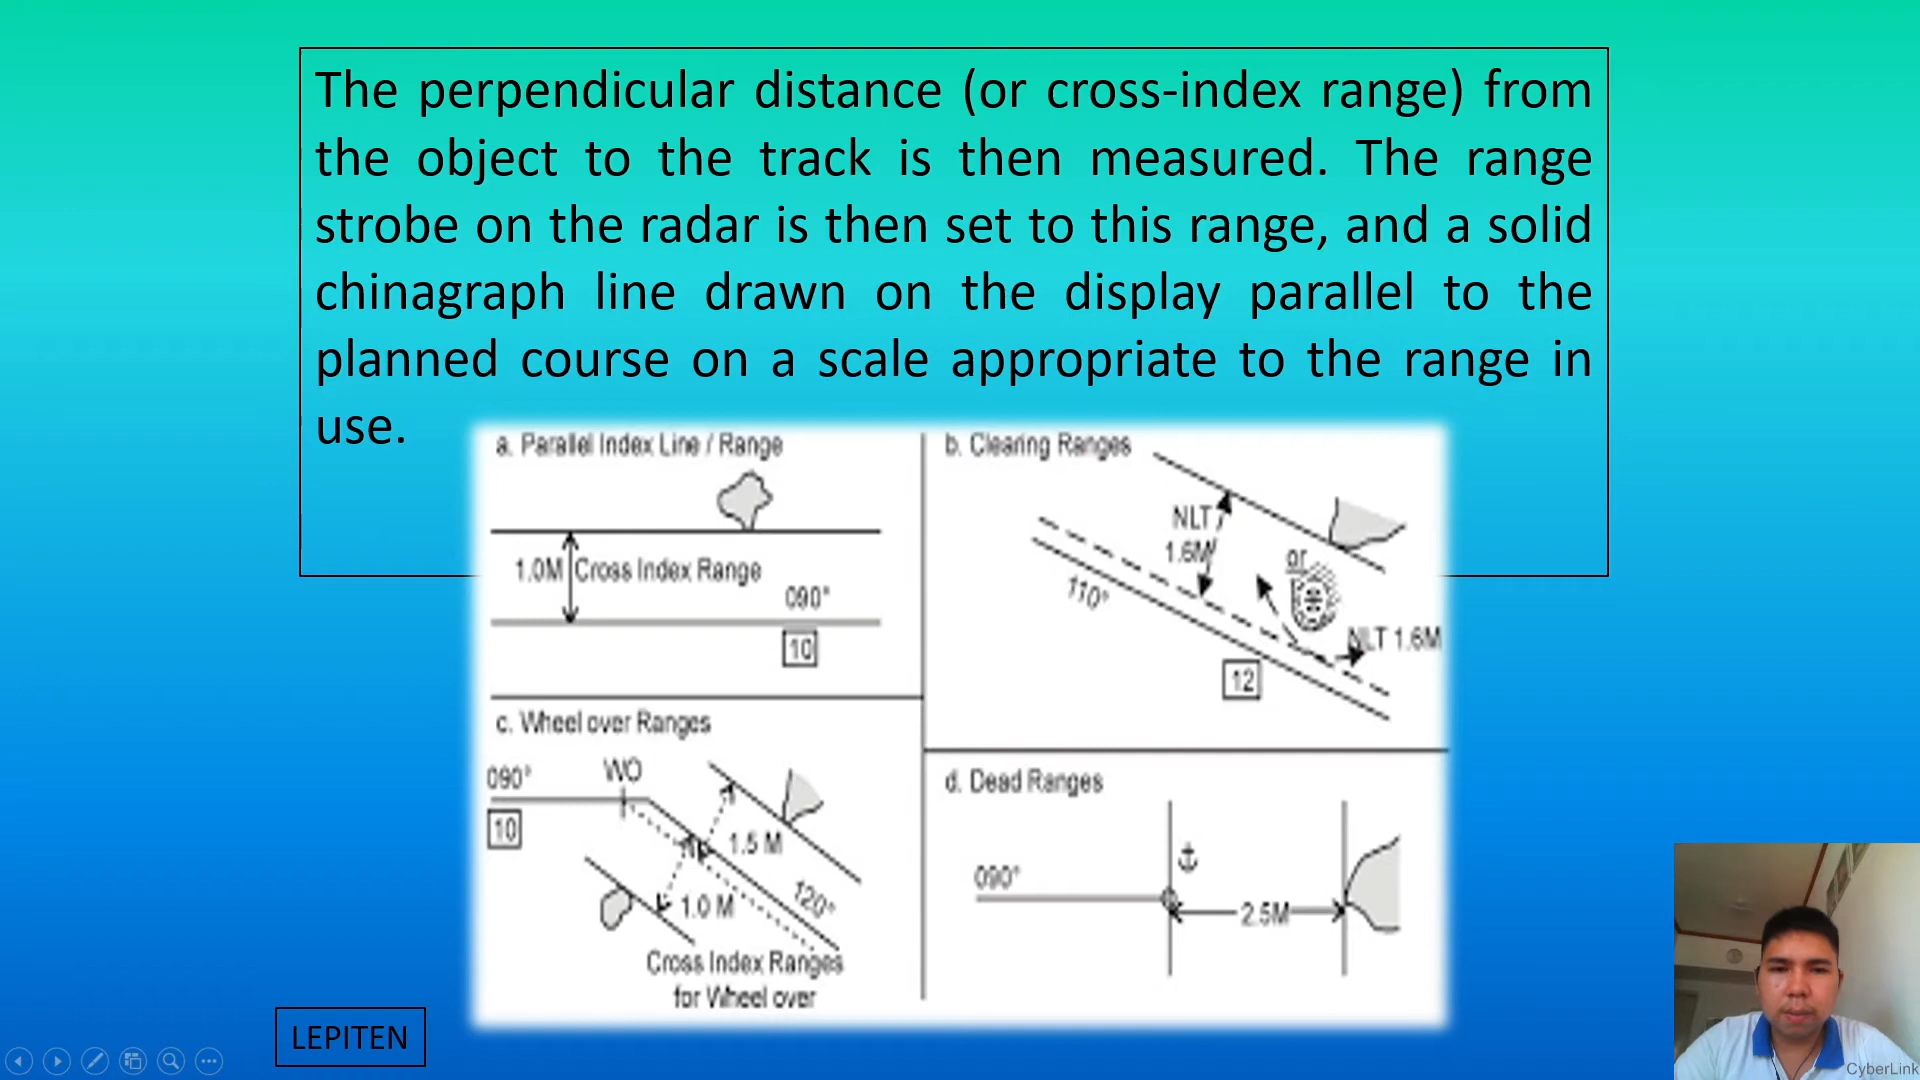 The perpendicular distance (or cross-index range) from
the object to the track is then measured. The range
strobe on the radar is then set to this range, and a solid
chinagraph line drawn on the display parallel to the
planned course on a scale appropriate to the range in
use.
a. Parallel Index Line / Range
1.0M Cross Index Range
090°
10
b. Clearing Ranges
NLT
1.6M
or
110°
NLT 1.6M
12
c. Wheel over Ranges
090°
WO
10
1.5 M
1.0 M
120°
Cross Index Ranges
for Wheel over
d. Dead Ranges
090°
2.5M
LEPITEN
CyberLink